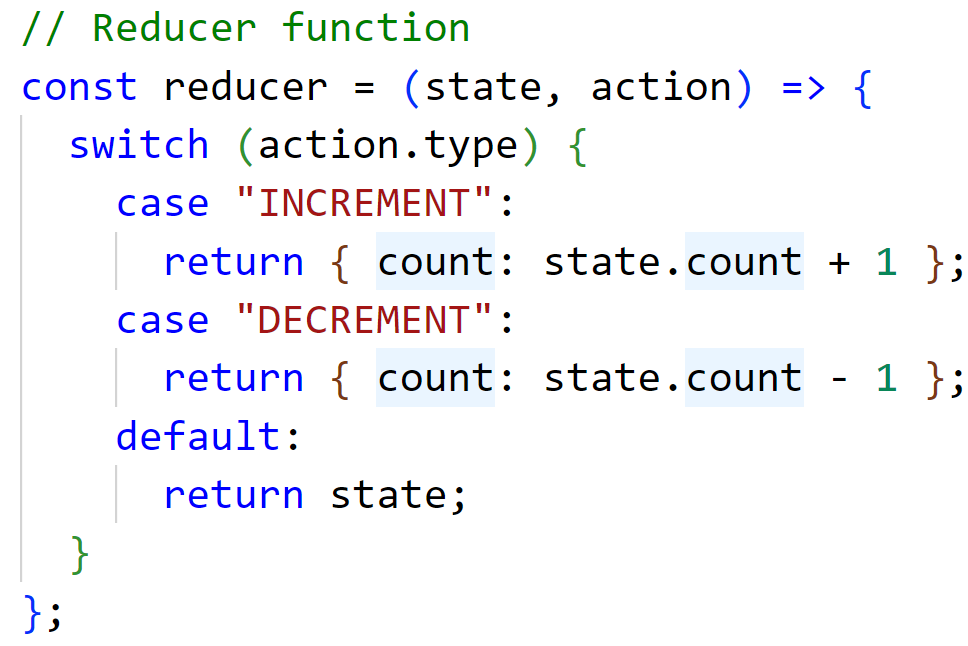 // Reducer function
const reducer = (state, action) => {
  switch (action.type) {
    case "INCREMENT":
      return { count: state.count + 1 };
    case "DECREMENT":
      return { count: state.count - 1 };
    default:
      return state;
  }
};